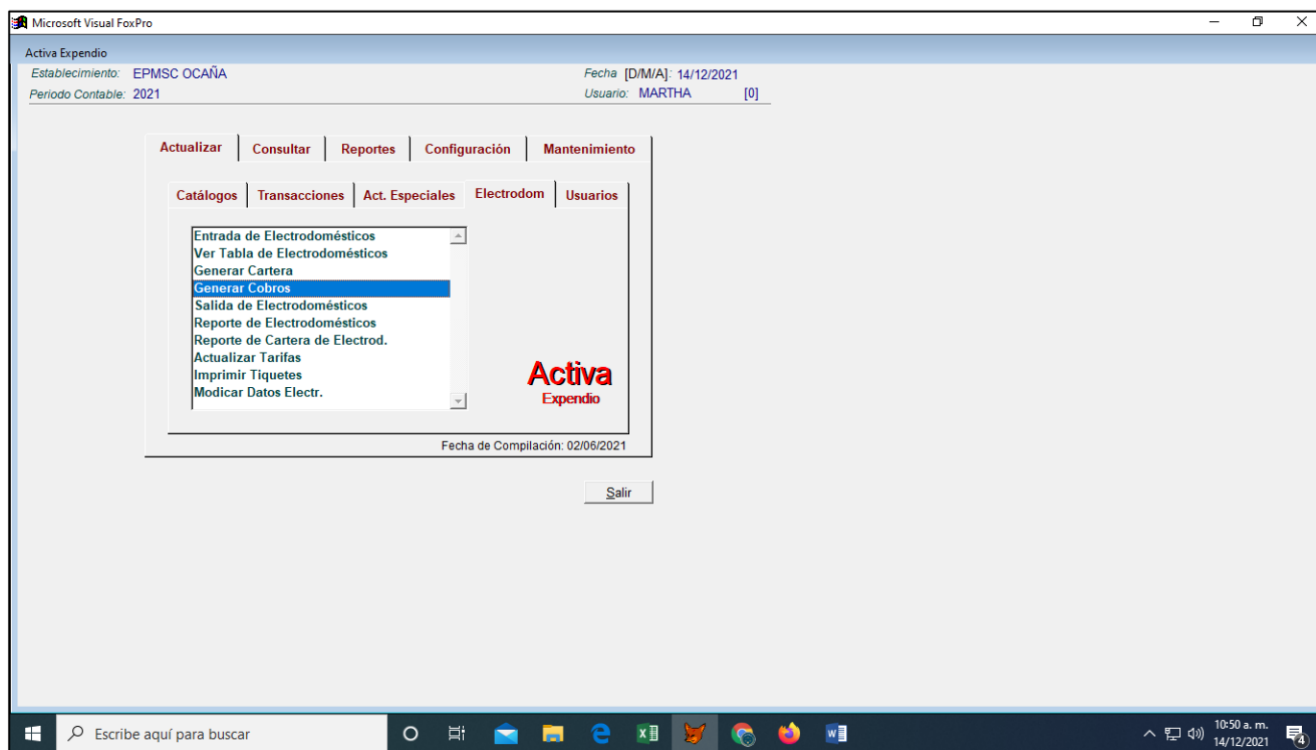 Microsoft Visual FoxPro
Activa Expendio
Establecimiento: EPMSC OCAÑA Fecha [D/M/A]: 14/12/2021
Periodo Contable: 2021 Usuario: MARTHA [0]
Actualizar Consultar Reportes Configuración Mantenimiento
Catálogos Transacciones Act. Especiales Electrodom Usuarios
Entrada de Electrodomésticos
Ver Tabla de Electrodomésticos
Generar Cartera
Generar Cobros
Salida de Electrodomésticos
Reporte de Electrodomésticos
Reporte de Cartera de Electrod.
Actualizar Tarifas
Imprimir Tiquetes
Modicar Datos Electr.
Activa
Expendio
Fecha de Compilación: 02/06/2021
Salir
Escribe aquí para buscar
10:50 a. m.
14/12/2021
4